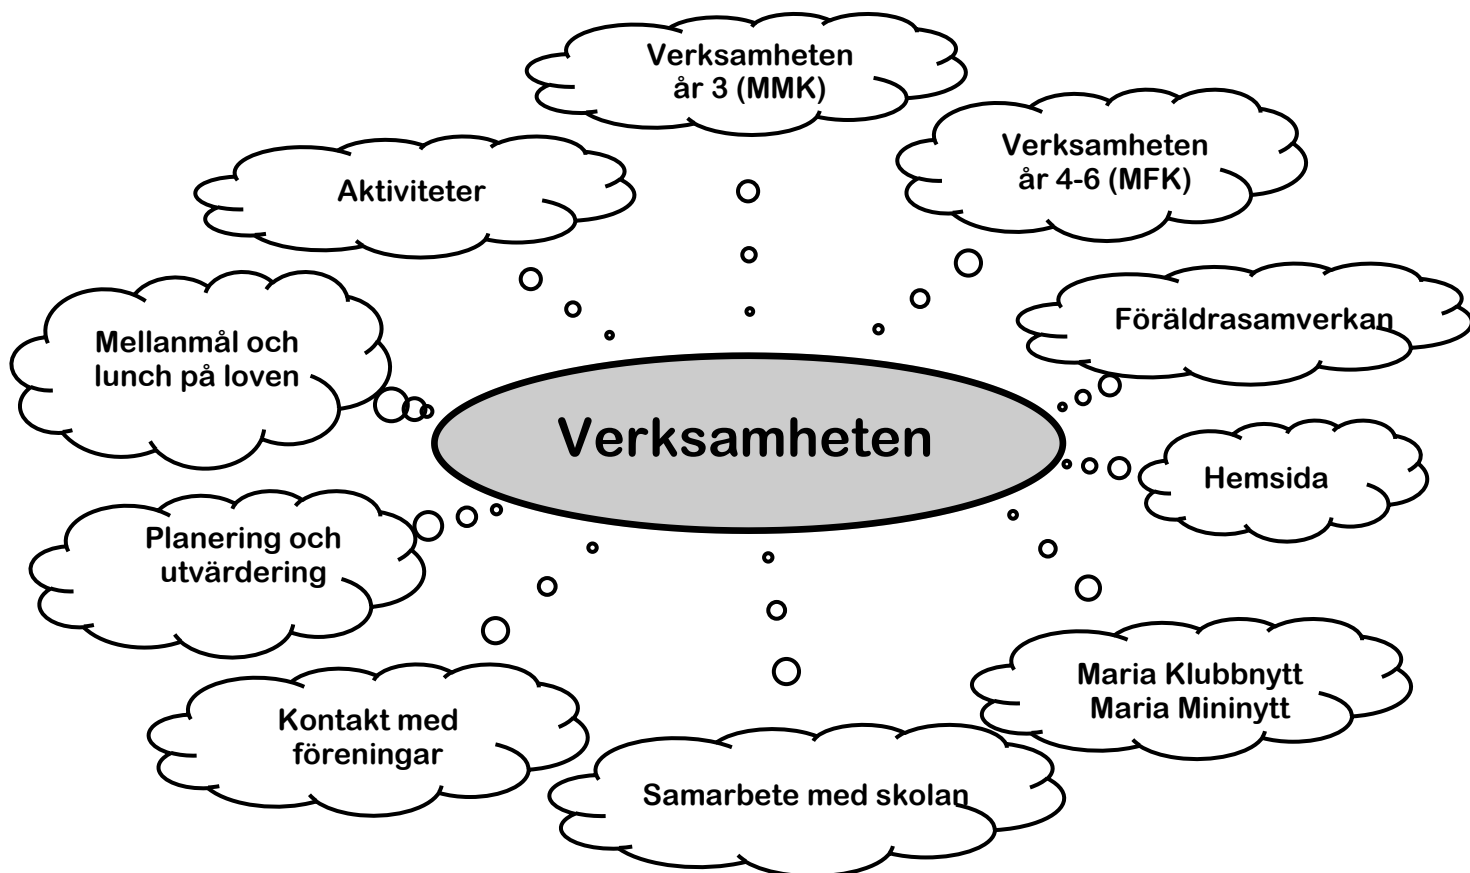 Verksamheten
år 3 (MMK)
Verksamheten
år 4-6 (MFK)
Aktiviteter
Föräldrasamverkan
Mellanmål och
lunch på loven
Verksamheten
Hemsida
Planering och
utvärdering
Maria Klubbnytt
Maria Mininytt
Kontakt med
föreningar
Samarbete med skolan